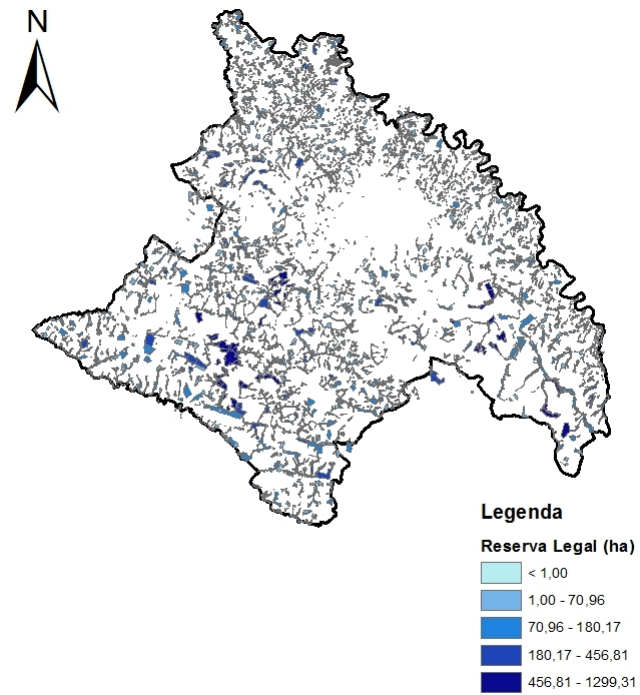 N
Legenda
Reserva Legal (ha)
< 1,00
1,00 - 70,96
70,96 - 180,17
180,17 - 456,81
456,81 - 1299,31